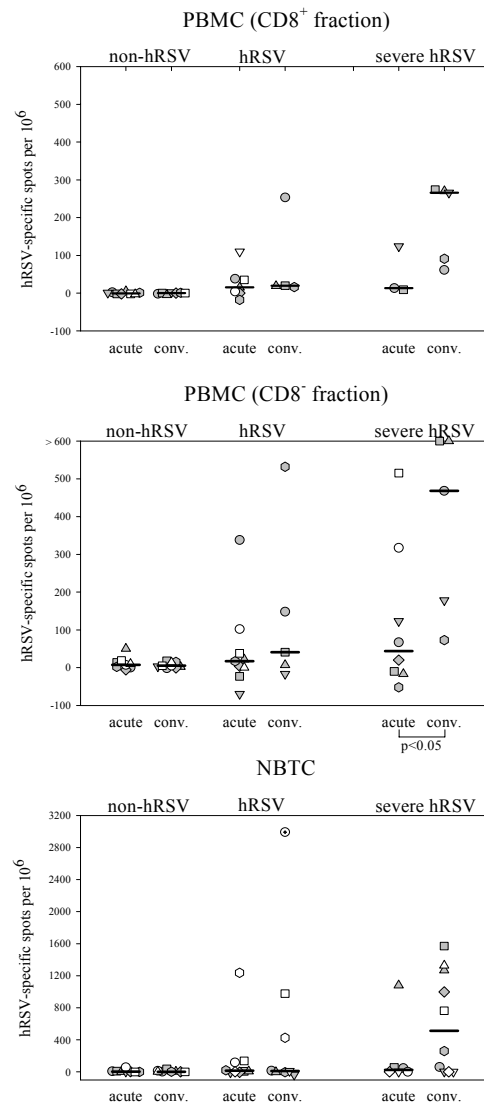 PBMC (CD8+ fraction)
non-hRSV hRSV severe hRSV
hRSV-specific spots per 10^6
600
500
400
300
200
100
0
-100
acute conv. acute conv. acute conv.
PBMC (CD8- fraction)
non-hRSV hRSV severe hRSV
hRSV-specific spots per 10^6
> 600
500
400
300
200
100
0
-100
acute conv. acute conv. acute conv.
p<0.05
NBTC
non-hRSV hRSV severe hRSV
hRSV-specific spots per 10^6
3200
2800
2400
2000
1600
1200
800
400
0
acute conv. acute conv. acute conv.